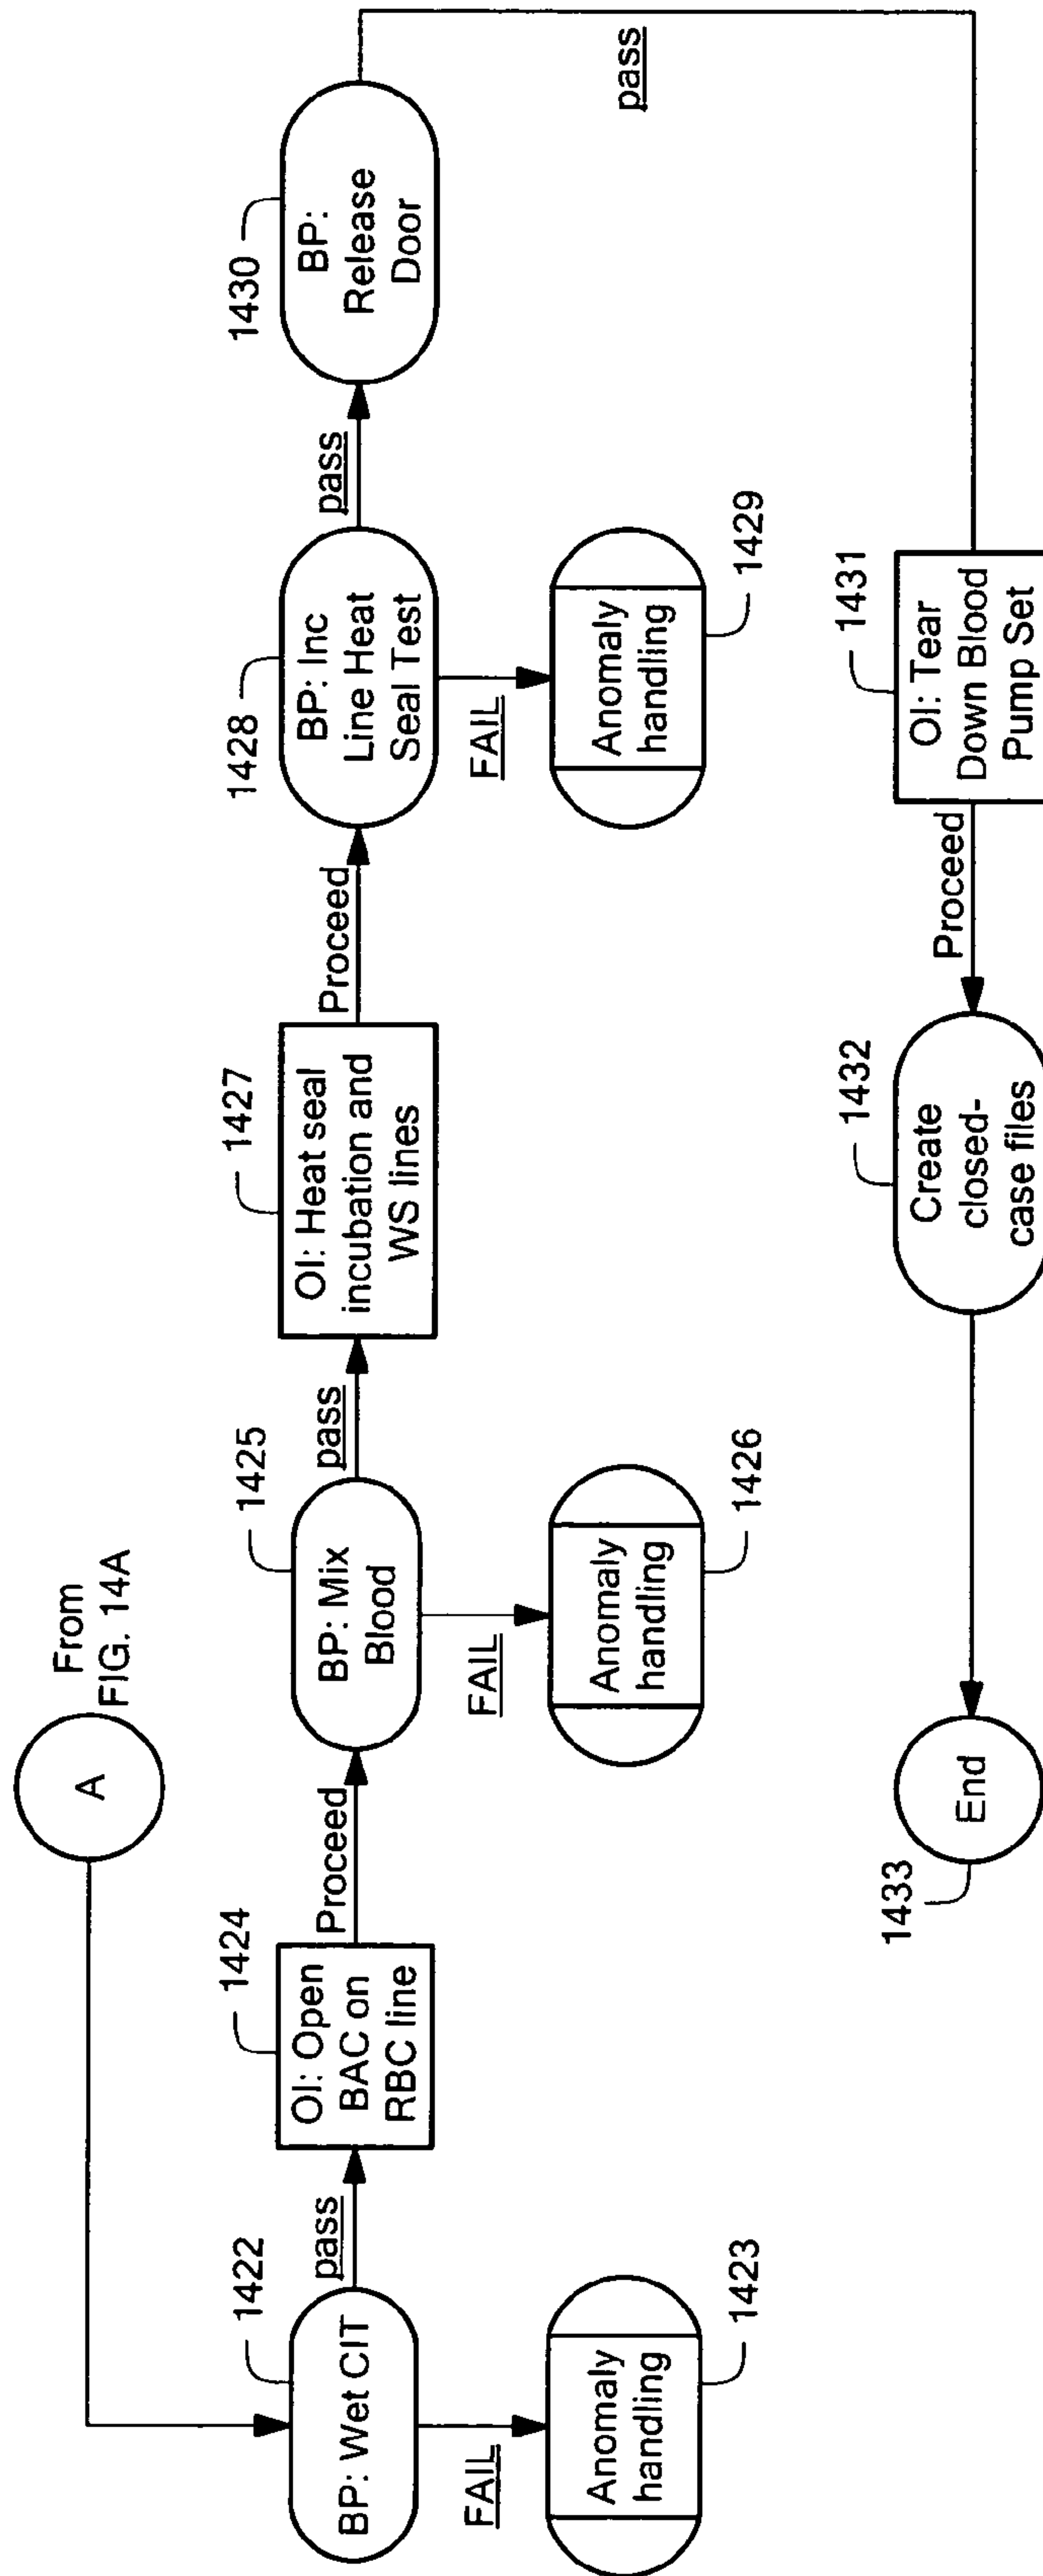 From
FIG. 14A
A
1422
BP: Wet CIT
pass
FAIL
Anomaly
handling
1423
1424
OI: Open
BAC on
RBC line
Proceed
1425
BP: Mix
Blood
pass
FAIL
Anomaly
handling
1426
1427
OI: Heat seal
incubation and
WS lines
Proceed
1428
BP: Inc
Line Heat
Seal Test
pass
FAIL
Anomaly
handling
1429
1430
BP:
Release
Door
pass
1431
OI: Tear
Down Blood
Pump Set
Proceed
1432
Create
closed-
case files
1433
End